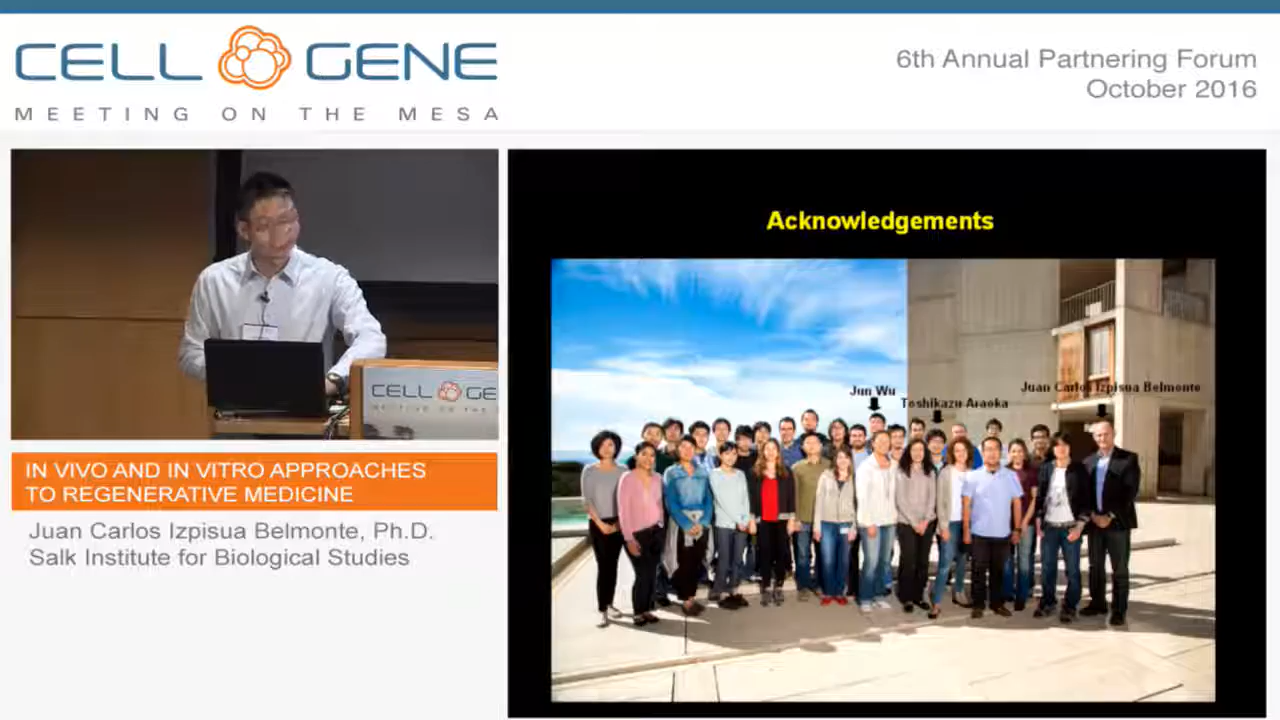 CELL GENE
MEETING ON THE MESA
6th Annual Partnering Forum
October 2016
CELL GE
Acknowledgements
Jun Wu
Toshikazu Araoka
Juan Carlos Izpisua Belmonte
IN VIVO AND IN VITRO APPROACHES
TO REGENERATIVE MEDICINE
Juan Carlos Izpisua Belmonte, Ph.D.
Salk Institute for Biological Studies